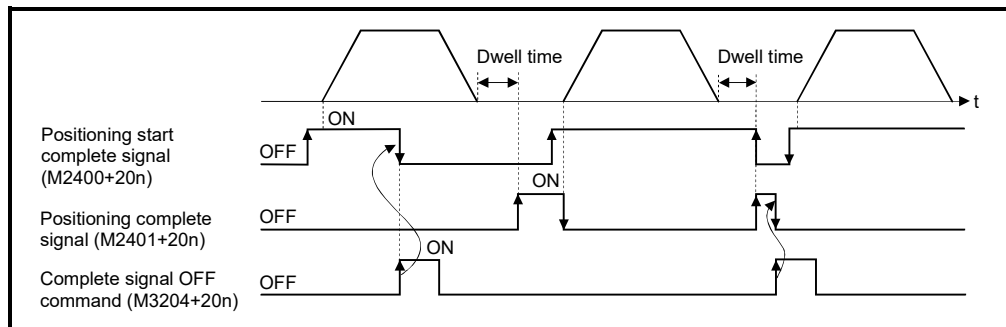 Dwell time
Dwell time
t
ON
Positioning start
complete signal
(M2400+20n)
OFF
ON
Positioning complete
signal (M2401+20n)
OFF
ON
Complete signal OFF
command (M3204+20n)
OFF